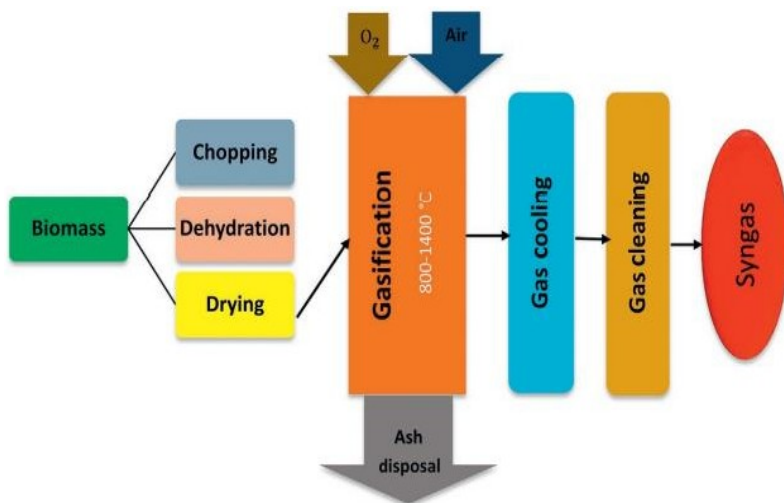 O₂
Air
Biomass
Chopping
Dehydration
Drying
Gasification
800-1400 °C
Gas cooling
Gas cleaning
Syngas
Ash
disposal